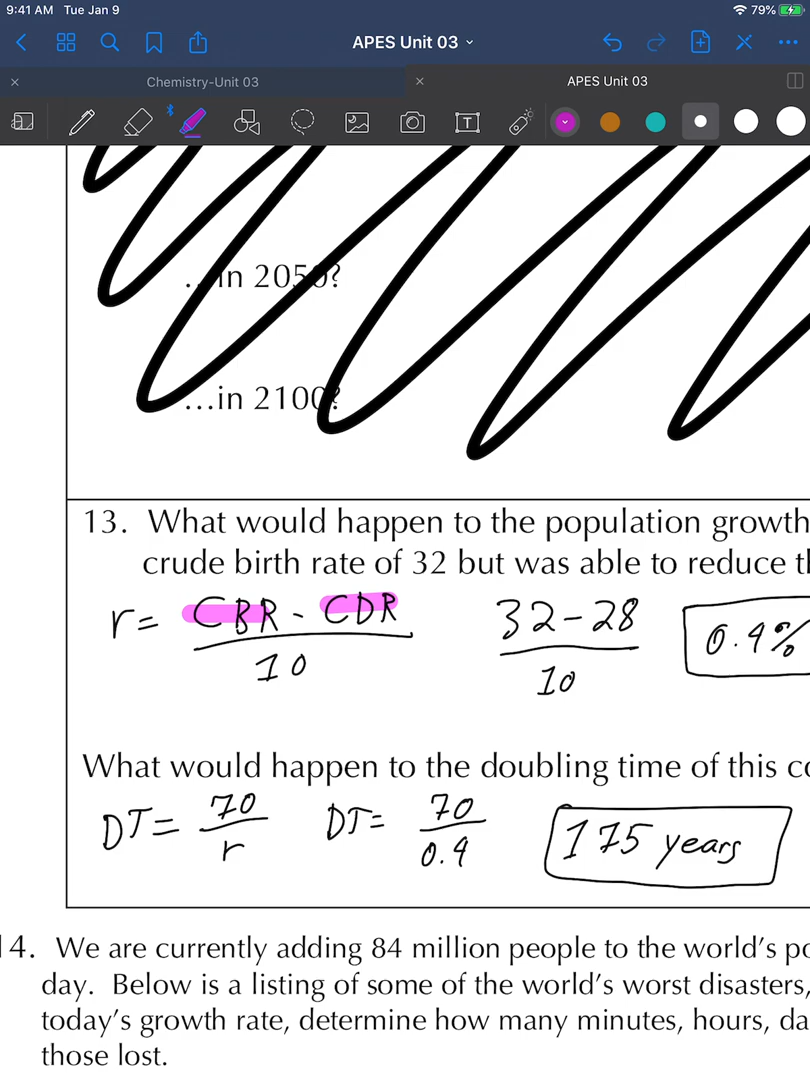 9:41 AM Tue Jan 9
79%
APES Unit 03
Chemistry-Unit 03
APES Unit 03
T
...in 2050?
...in 2100?
13. What would happen to the population growth
crude birth rate of 32 but was able to reduce th
r = CBR - CDR / 10   32-28 / 10   0.4%
What would happen to the doubling time of this co
DT = 70 / r   DT = 70 / 0.4   175 years
14. We are currently adding 84 million people to the world's po
day. Below is a listing of some of the world's worst disasters,
today's growth rate, determine how many minutes, hours, da
those lost.